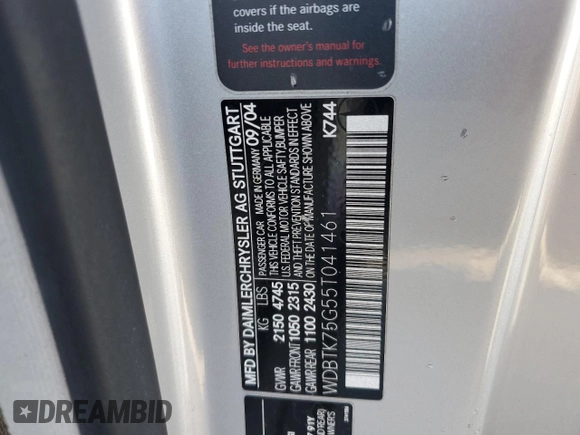 covers if the airbags are
inside the seat.
See the owner's manual for
further instructions and warnings.
MFD BY DAIMLERCHRYSLER AG STUTTGART
PASSENGER CAR MADE IN GERMANY 09/04
KG LBS THIS VEHICLE CONFORMS TO ALL APPLICABLE
GVWR 2150 4745 U.S. FEDERAL MOTOR VEHICLE SAFETY, BUMPER
GAWR FRONT 1050 2315 AND THEFT PREVENTION STANDARDS IN EFFECT
GAWR REAR 1100 2430 ON THE DATE OF MANUFACTURE SHOWN ABOVE
WDBTK75G55T041461 K744
OWNER'S
DREAMBID